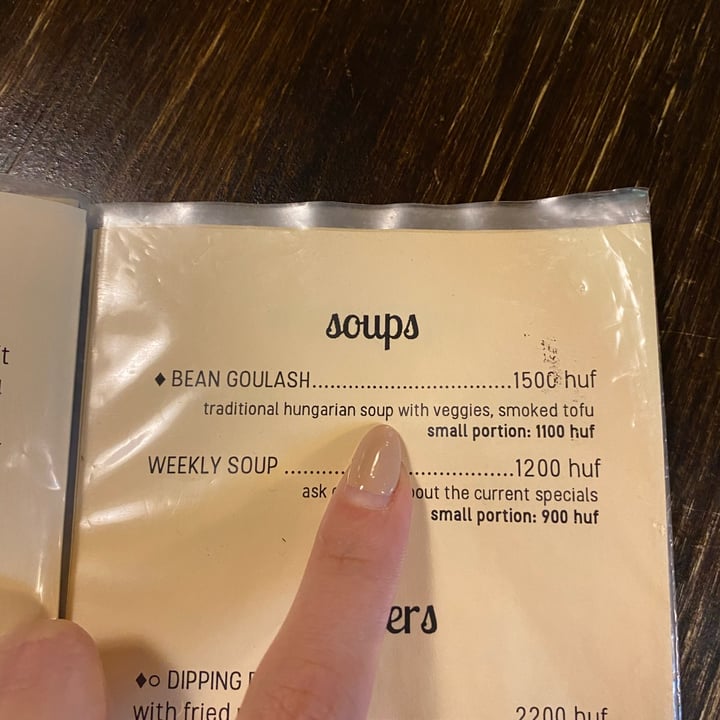 t
soups
♦ BEAN GOULASH..................................1500 huf
traditional hungarian soup with veggies, smoked tofu
small portion: 1100 huf
WEEKLY SOUP ....................................1200 huf
ask about the current specials
small portion: 900 huf
ers
♦○ DIPPING
with fried
2200 huf